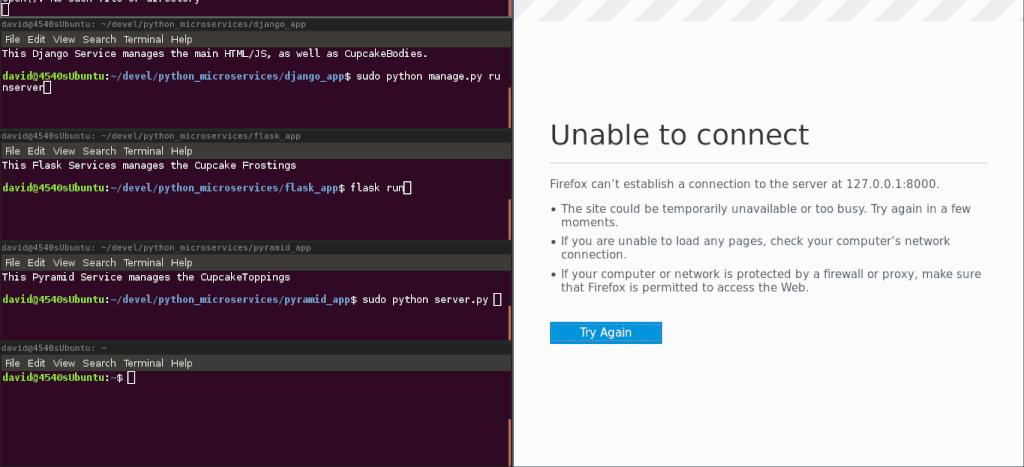 david@4540sUbuntu: ~/devel/python_microservices/django_app
File Edit View Search Terminal Help
This Django Service manages the main HTML/JS, as well as CupcakeBodies.
david@4540sUbuntu:~/devel/python_microservices/django_app$ sudo python manage.py ru
nserver
david@4540sUbuntu: ~/devel/python_microservices/flask_app
File Edit View Search Terminal Help
This Flask Services manages the Cupcake Frostings
david@4540sUbuntu:~/devel/python_microservices/flask_app$ flask run
david@4540sUbuntu: ~/devel/python_microservices/pyramid_app
File Edit View Search Terminal Help
This Pyramid Service manages the CupcakeToppings
david@4540sUbuntu:~/devel/python_microservices/pyramid_app$ sudo python server.py
david@4540sUbuntu: ~
File Edit View Search Terminal Help
david@4540sUbuntu:~$
Unable to connect
Firefox can’t establish a connection to the server at 127.0.0.1:8000.
• The site could be temporarily unavailable or too busy. Try again in a few
moments.
• If you are unable to load any pages, check your computer’s network
connection.
• If your computer or network is protected by a firewall or proxy, make sure
that Firefox is permitted to access the Web.
Try Again